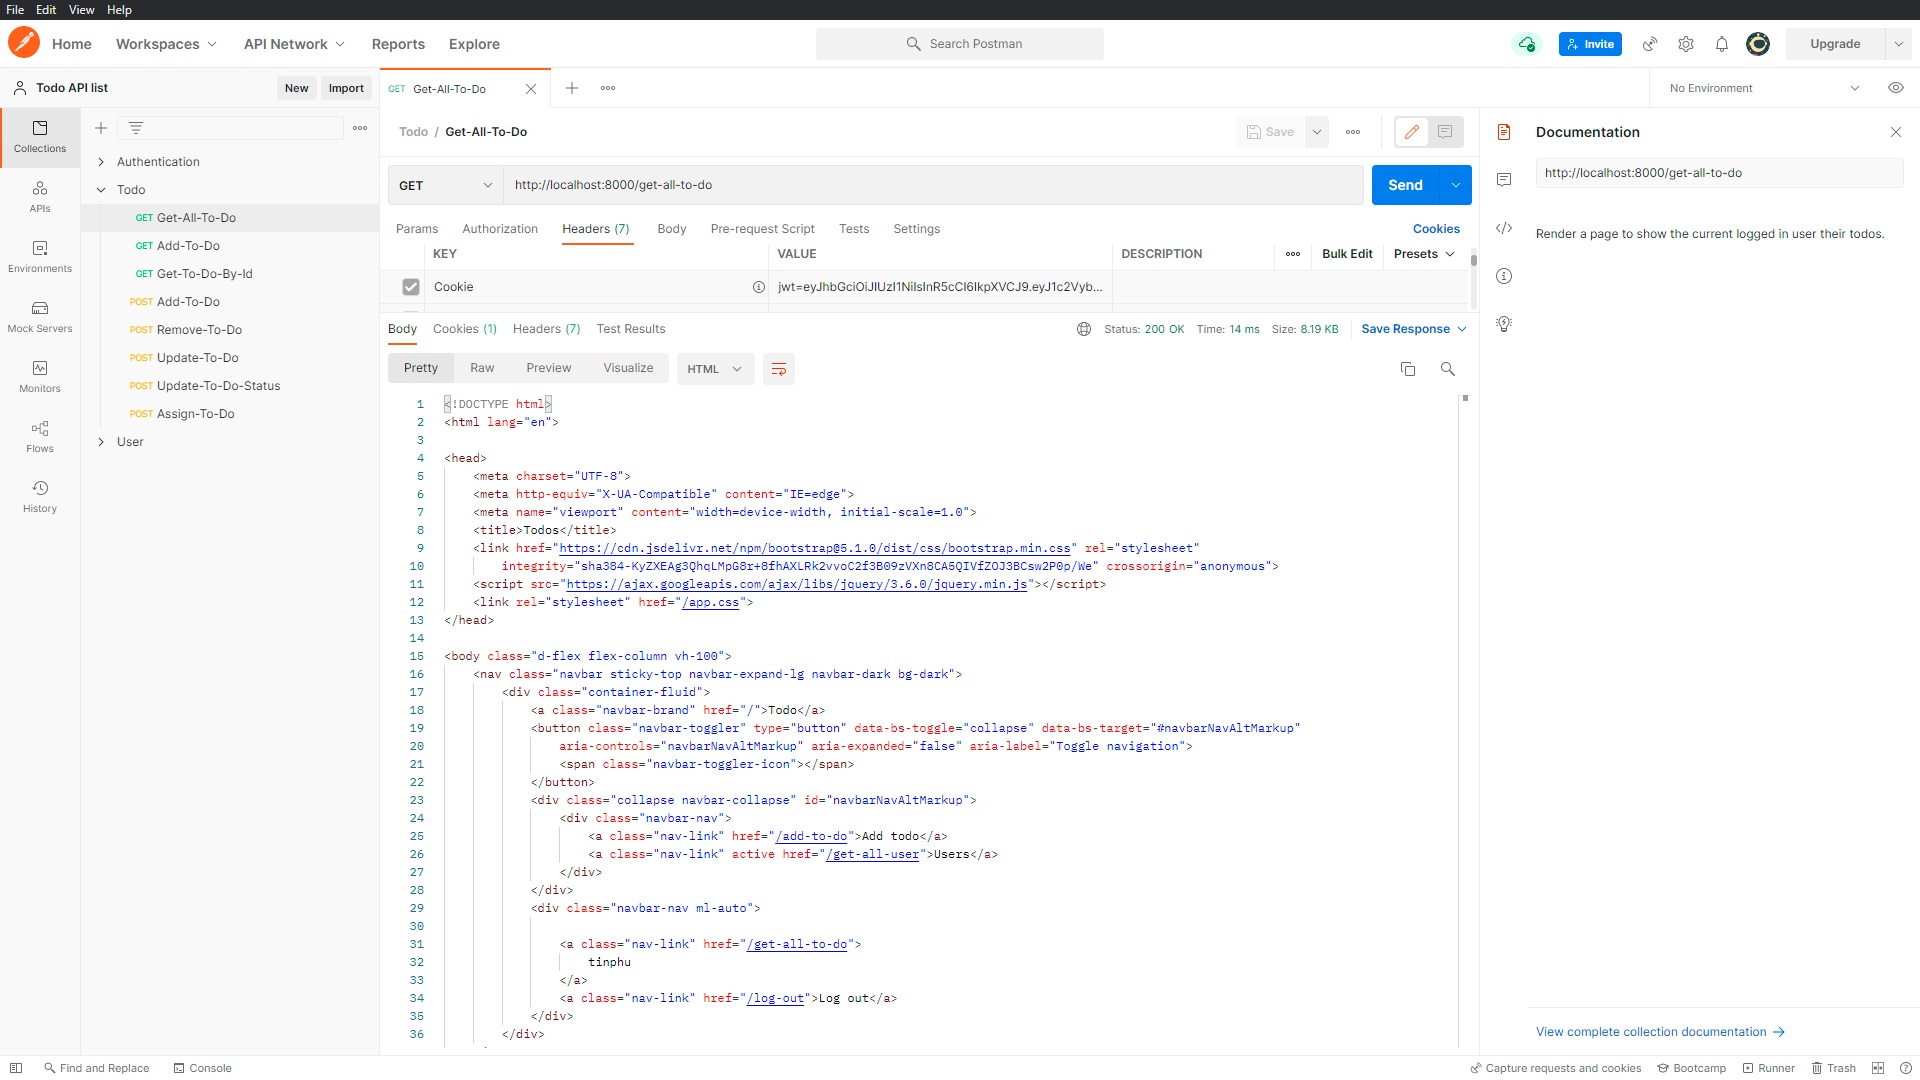 File Edit View Help
Home Workspaces API Network Reports Explore Search Postman Invite Upgrade
Todo API list New Import GET Get-All-To-Do No Environment
Collections
APIs
Environments
Mock Servers
Monitors
Flows
History
Authentication
Todo
GET Get-All-To-Do
GET Add-To-Do
GET Get-To-Do-By-Id
POST Add-To-Do
POST Remove-To-Do
POST Update-To-Do
POST Update-To-Do-Status
POST Assign-To-Do
User
Todo / Get-All-To-Do Save
GET http://localhost:8000/get-all-to-do Send
Params Authorization Headers (7) Body Pre-request Script Tests Settings Cookies
KEY VALUE DESCRIPTION Bulk Edit Presets
Cookie jwt=eyJhbGciOiJIUzI1NiIsInR5cCI6IkpXVCJ9.eyJ1c2Vyb...
Body Cookies (1) Headers (7) Test Results Status: 200 OK Time: 14 ms Size: 8.19 KB Save Response
Pretty Raw Preview Visualize HTML
1 <!DOCTYPE html>
2 <html lang="en">
3
4 <head>
5 <meta charset="UTF-8">
6 <meta http-equiv="X-UA-Compatible" content="IE=edge">
7 <meta name="viewport" content="width=device-width, initial-scale=1.0">
8 <title>Todos</title>
9 <link href="https://cdn.jsdelivr.net/npm/bootstrap@5.1.0/dist/css/bootstrap.min.css" rel="stylesheet"
10 integrity="sha384-KyZXEAg3QhqLMpG8r+8fhAXLRk2vvoC2f3B09zVXn8CA5QIVfZOJ3BCsw2P0p/We" crossorigin="anonymous">
11 <script src="https://ajax.googleapis.com/ajax/libs/jquery/3.6.0/jquery.min.js"></script>
12 <link rel="stylesheet" href="/app.css">
13 </head>
14
15 <body class="d-flex flex-column vh-100">
16 <nav class="navbar sticky-top navbar-expand-lg navbar-dark bg-dark">
17 <div class="container-fluid">
18 <a class="navbar-brand" href="/">Todo</a>
19 <button class="navbar-toggler" type="button" data-bs-toggle="collapse" data-bs-target="#navbarNavAltMarkup"
20 aria-controls="navbarNavAltMarkup" aria-expanded="false" aria-label="Toggle navigation">
21 <span class="navbar-toggler-icon"></span>
22 </button>
23 <div class="collapse navbar-collapse" id="navbarNavAltMarkup">
24 <div class="navbar-nav">
25 <a class="nav-link" href="/add-to-do">Add todo</a>
26 <a class="nav-link" active href="/get-all-user">Users</a>
27 </div>
28 </div>
29 <div class="navbar-nav ml-auto">
30
31 <a class="nav-link" href="/get-all-to-do">
32 tinphu
33 </a>
34 <a class="nav-link" href="/log-out">Log out</a>
35 </div>
36 </div>
Documentation
http://localhost:8000/get-all-to-do
Render a page to show the current logged in user their todos.
View complete collection documentation →
Find and Replace Console Capture requests and cookies Bootcamp Runner Trash